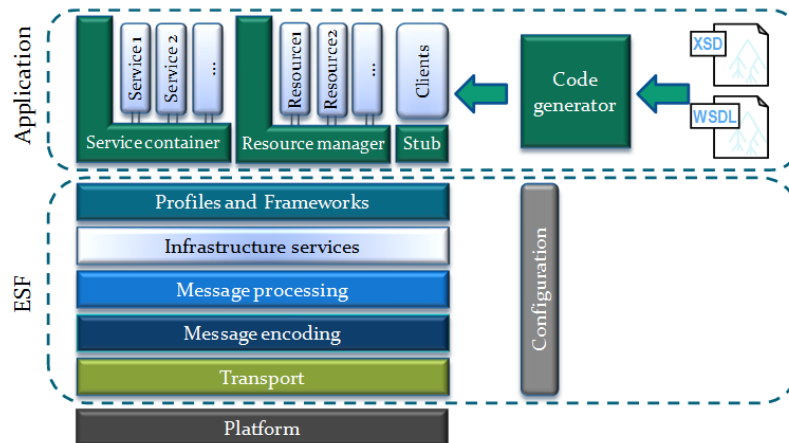 Application
Service 1
Service 2
...
Service container
Resource1
Resource2
...
Resource manager
Clients
Stub
Code
generator
XSD
WSDL
ESF
Profiles and Frameworks
Infrastructure services
Message processing
Message encoding
Transport
Configuration
Platform